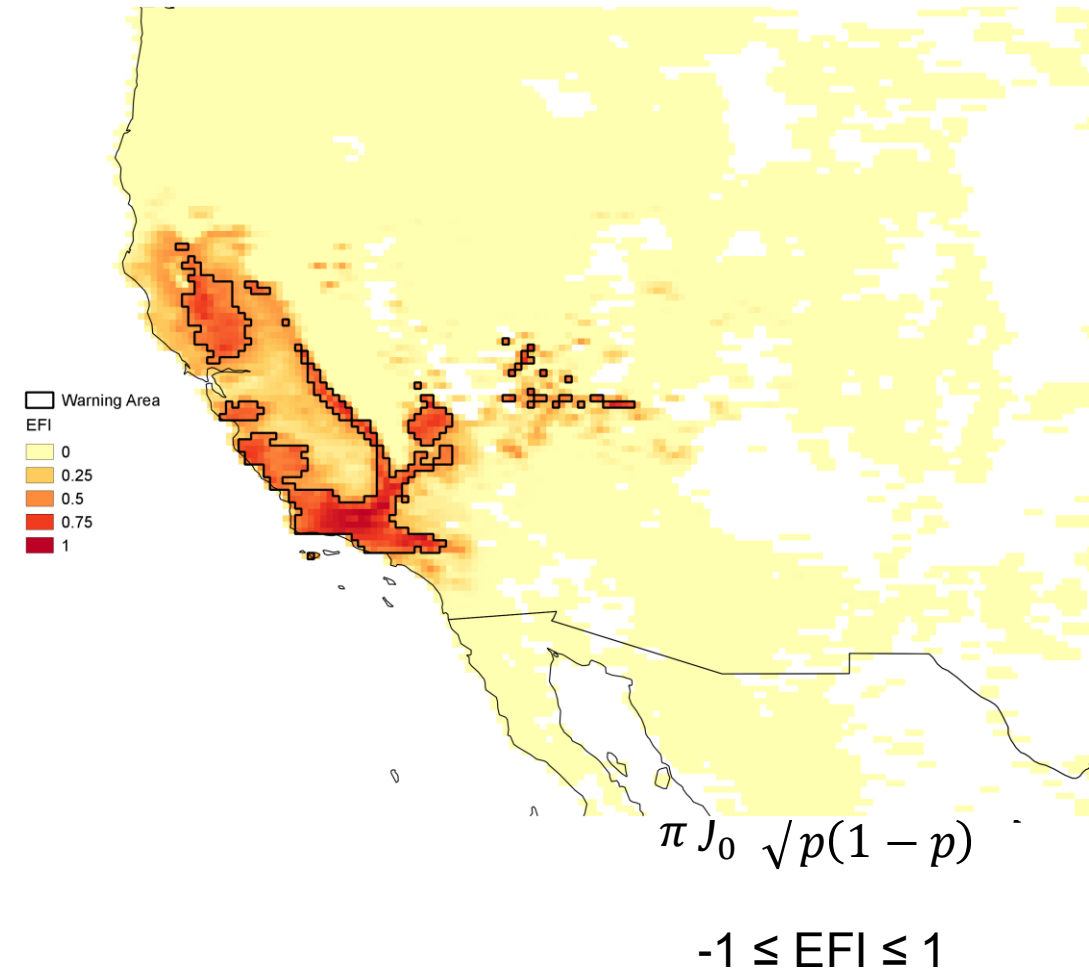 Warning Area
EFI
0
0.25
0.5
0.75
1
π J₀ √p(1 − p)
-1 ≤ EFI ≤ 1